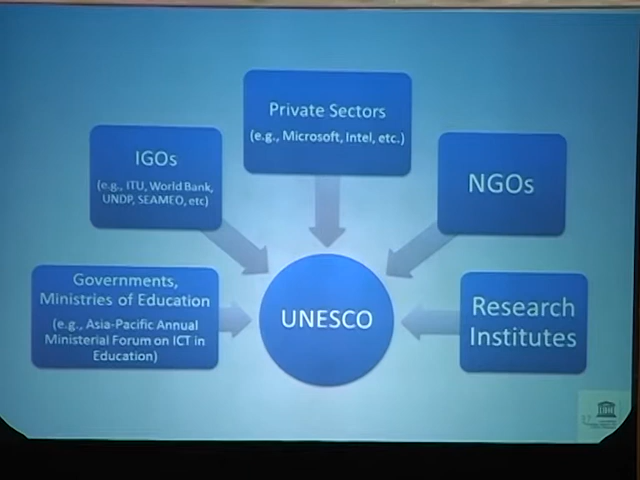 Private Sectors
(e.g., Microsoft, Intel, etc.)
IGOs
(e.g., ITU, World Bank,
UNDP, SEAMEO, etc)
NGOs
Governments,
Ministries of Education
(e.g., Asia-Pacific Annual
Ministerial Forum on ICT in
Education)
UNESCO
Research
Institutes